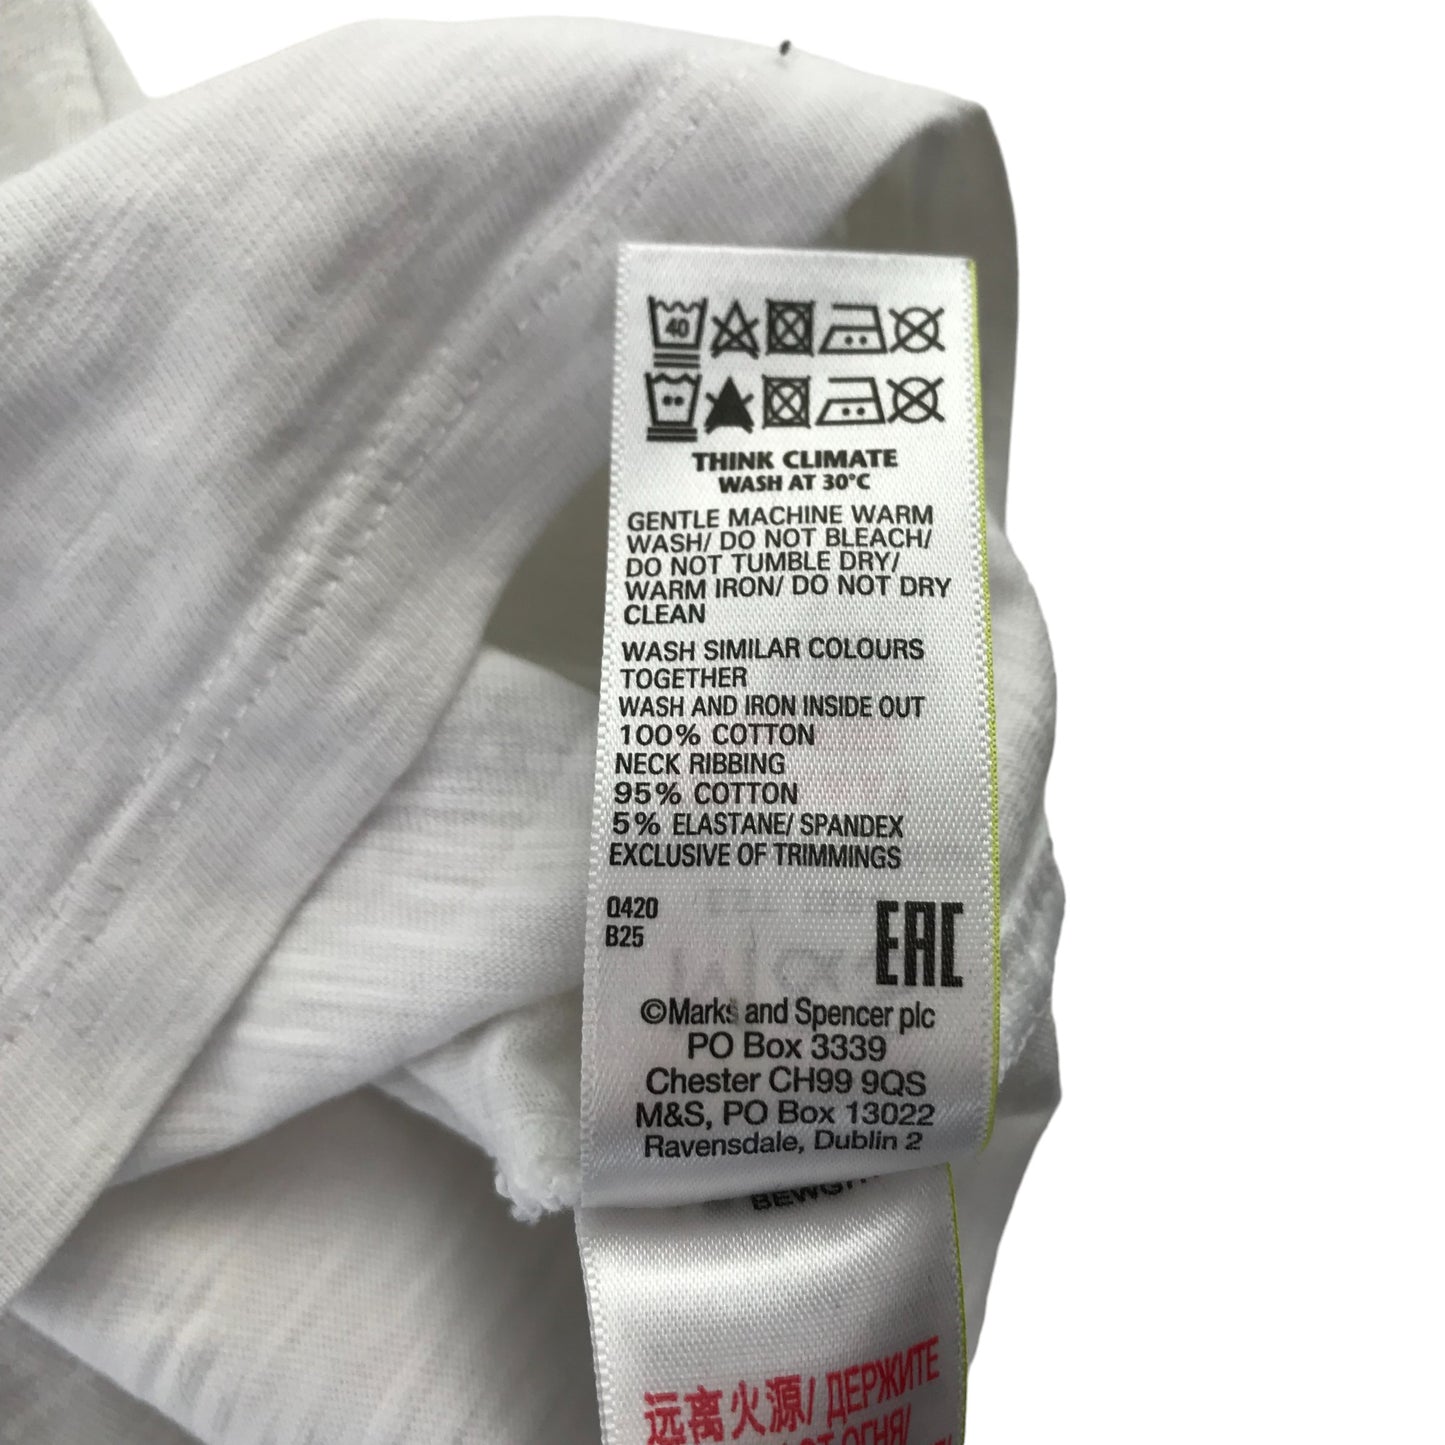 40
THINK CLIMATE
WASH AT 30°C
GENTLE MACHINE WARM
WASH/ DO NOT BLEACH/
DO NOT TUMBLE DRY/
WARM IRON/ DO NOT DRY
CLEAN
WASH SIMILAR COLOURS
TOGETHER
WASH AND IRON INSIDE OUT
100% COTTON
NECK RIBBING
95% COTTON
5% ELASTANE/ SPANDEX
EXCLUSIVE OF TRIMMINGS
Q420
B25
EAC
©Marks and Spencer plc
PO Box 3339
Chester CH99 9QS
M&S, PO Box 13022
Ravensdale, Dublin 2
远离火源/ ДЕРЖИТЕ
ОТ ОГНЯ/